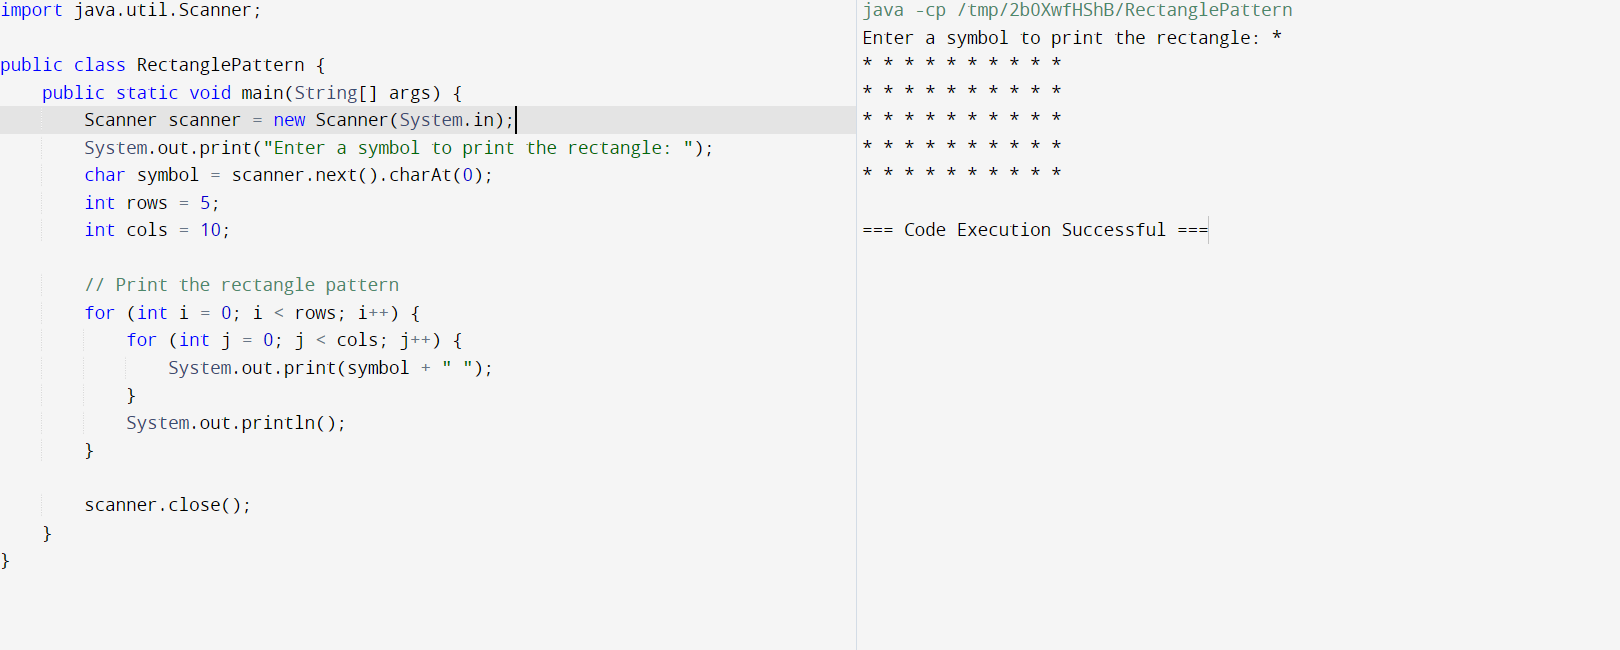 import java.util.Scanner;
public class RectanglePattern {
public static void main(String[] args) {
Scanner scanner = new Scanner(System.in);
System.out.print("Enter a symbol to print the rectangle: ");
char symbol = scanner.next().charAt(0);
int rows = 5;
int cols = 10;
// Print the rectangle pattern
for (int i = 0; i < rows; i++) {
for (int j = 0; j < cols; j++) {
System.out.print(symbol + " ");
}
System.out.println();
}
scanner.close();
}
}
java -cp /tmp/2b0XwfHShB/RectanglePattern
Enter a symbol to print the rectangle: *
* * * * * * * * * *
* * * * * * * * * *
* * * * * * * * * *
* * * * * * * * * *
* * * * * * * * * *
=== Code Execution Successful ===